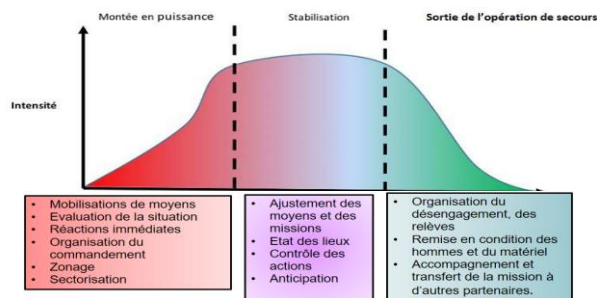 Montée en puissance
Stabilisation
Sortie de l'opération de secours
Intensité
• Mobilisations de moyens
• Evaluation de la situation
• Réactions immédiates
• Organisation du
commandement
• Zonage
• Sectorisation
• Ajustement des
moyens et des
missions
• Etat des lieux
• Contrôle des
actions
• Anticipation
• Organisation du
désengagement, des
relèves
• Remise en condition des
hommes et du matériel
• Accompagnement et
transfert de la mission à
d'autres partenaires.